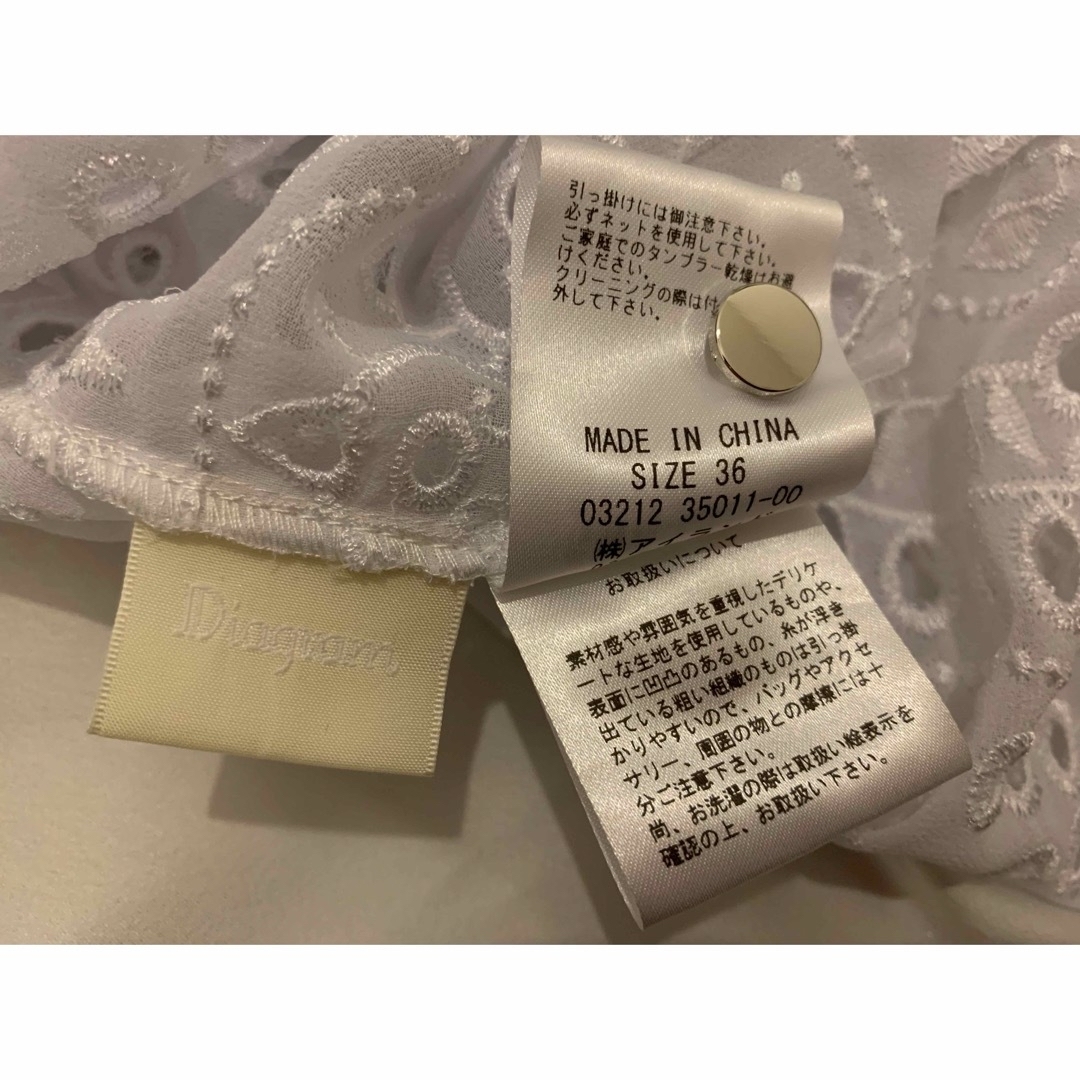 引っ掛けには御注意下さい。
必ずネットを使用して下さい。
ご家庭でのタンブラー乾燥はお避
けください。
クリーニングの際は付
外して下さい。
MADE IN CHINA
SIZE 36
03212 35011-00
(株)アイランド
お取扱いについて
素材感や雰囲気を重視したデリケ
ートな生地を使用しているものや、
表面に凹凸のあるもの、糸が浮き
出ている粗い組織のものは引っ掛
かりやすいので、バッグやアクセ
サリー、周囲の物との摩擦には十
分ご注意下さい。
尚、お洗濯の際は取扱い絵表示を
確認の上、お取扱い下さい。
Diagram